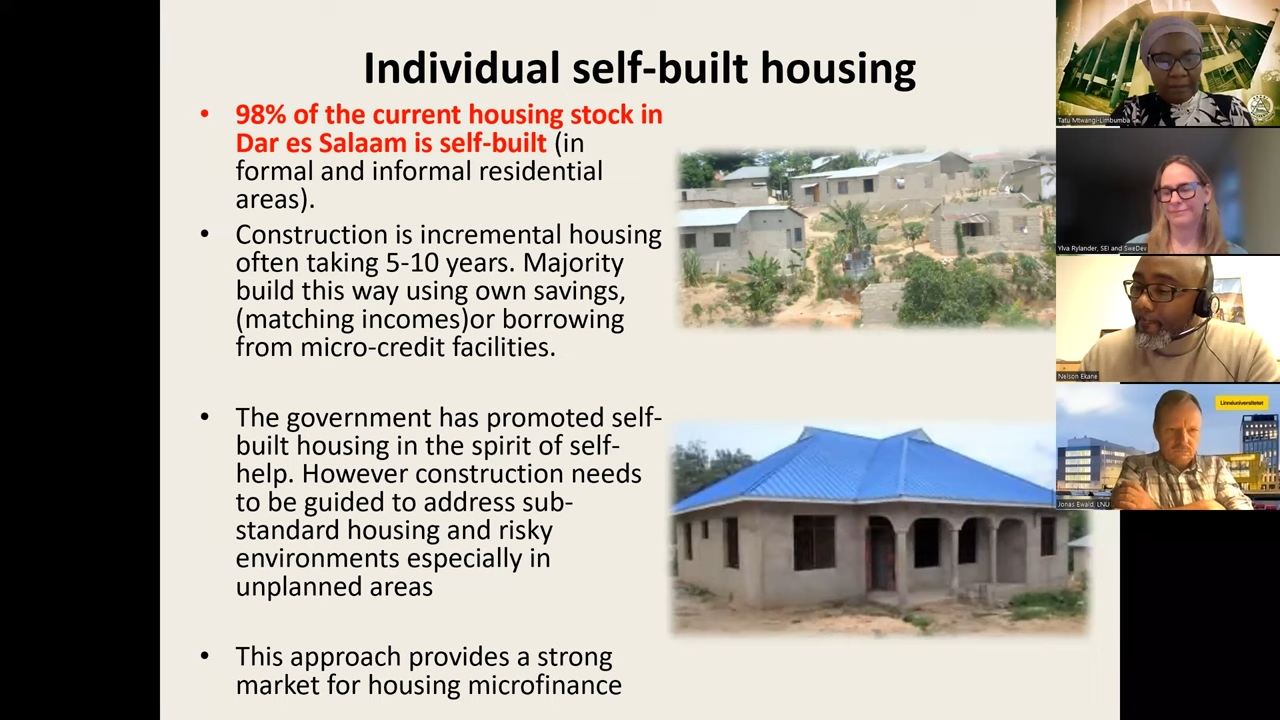 Individual self-built housing
• 98% of the current housing stock in
Dar es Salaam is self-built (in
formal and informal residential
areas).
• Construction is incremental housing
often taking 5-10 years. Majority
build this way using own savings,
(matching incomes)or borrowing
from micro-credit facilities.
• The government has promoted self-
built housing in the spirit of self-
help. However construction needs
to be guided to address sub-
standard housing and risky
environments especially in
unplanned areas
• This approach provides a strong
market for housing microfinance
Tatu Mtwangi-Limbumba
Ylva Rylander, SEI and SweDev
Nelson Ekane
Linnéuniversitetet
Jonas Ewald, LNU